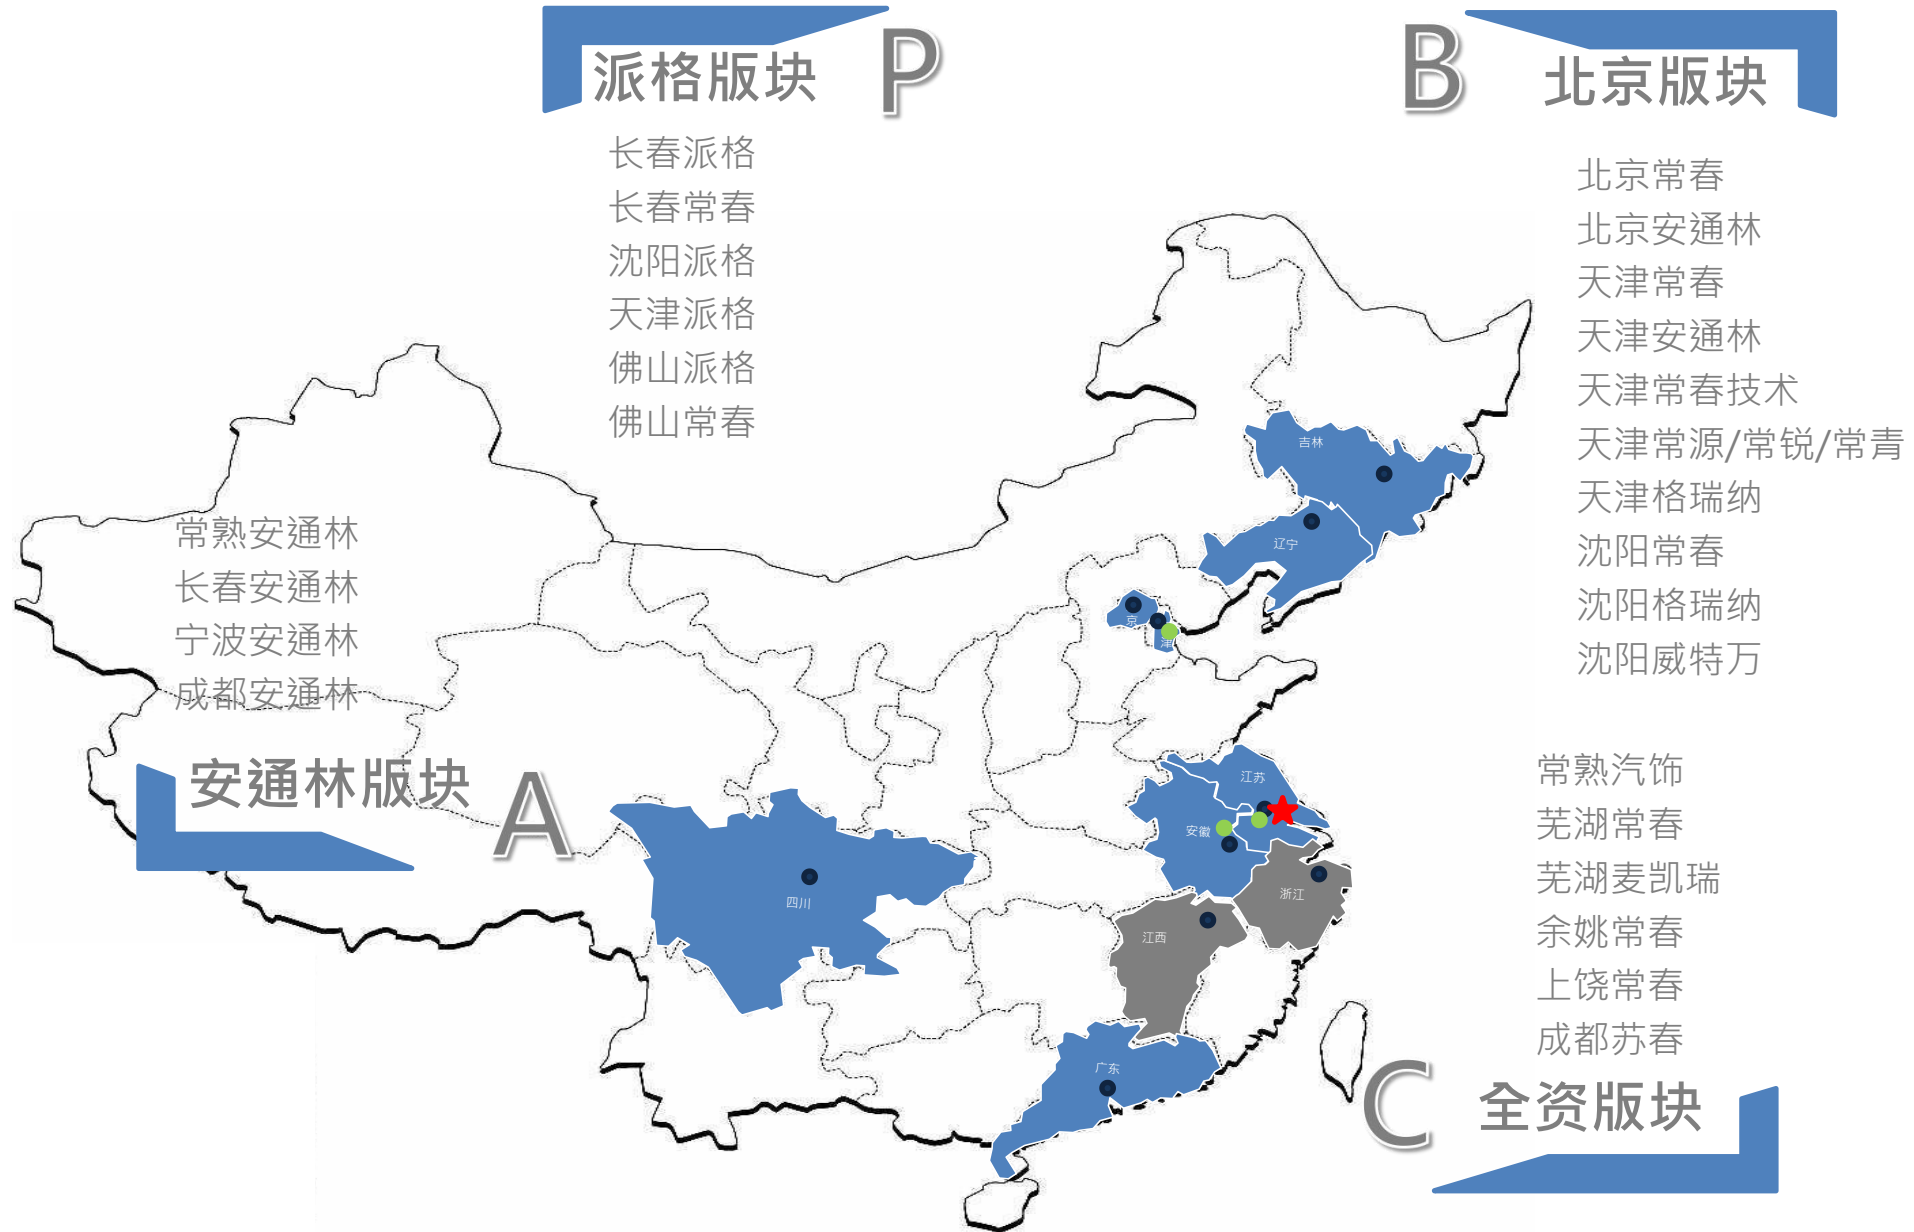 派格版块
P
长春派格
长春常春
沈阳派格
天津派格
佛山派格
佛山常春
B
北京版块
北京常春
北京安通林
天津常春
天津安通林
天津常春技术
天津常源/常锐/常青
天津格瑞纳
沈阳常春
沈阳格瑞纳
沈阳威特万
常熟安通林
长春安通林
宁波安通林
成都安通林
安通林版块
A
吉林
辽宁
京
津
江苏
安徽
浙江
四川
江西
广东
常熟汽饰
芜湖常春
芜湖麦凯瑞
余姚常春
上饶常春
成都苏春
C
全资版块